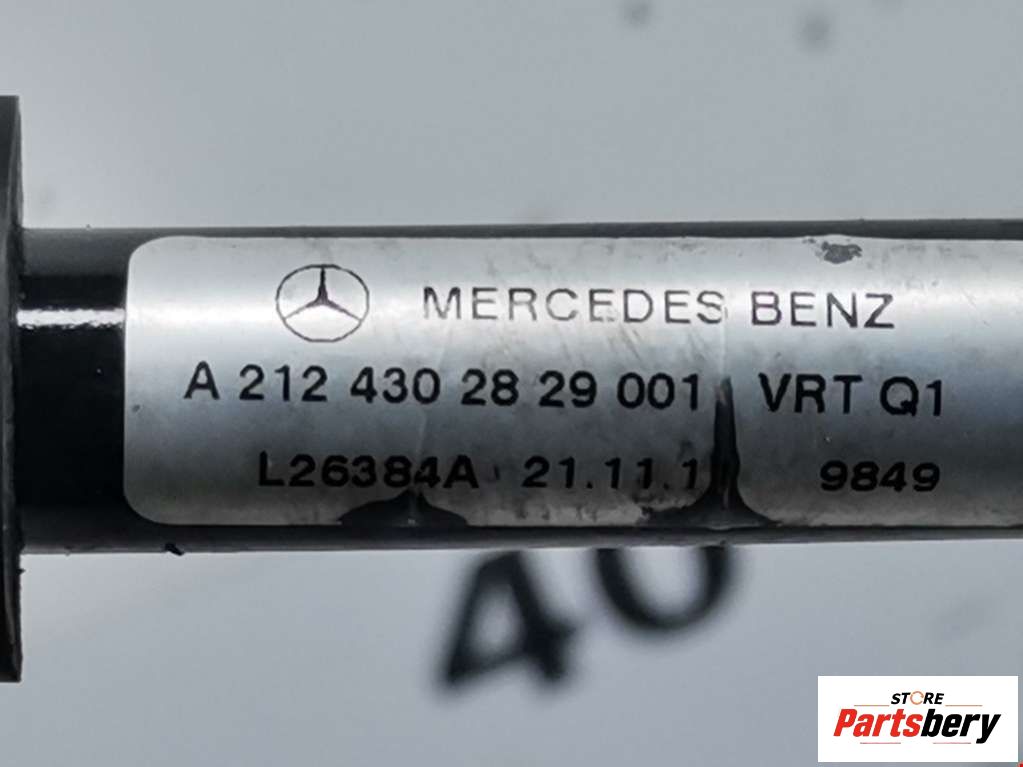 MERCEDES BENZ
A 212 430 28 29 001 VRT Q1
L26384A 21.11.1 9849
40
STORE
Partsbery